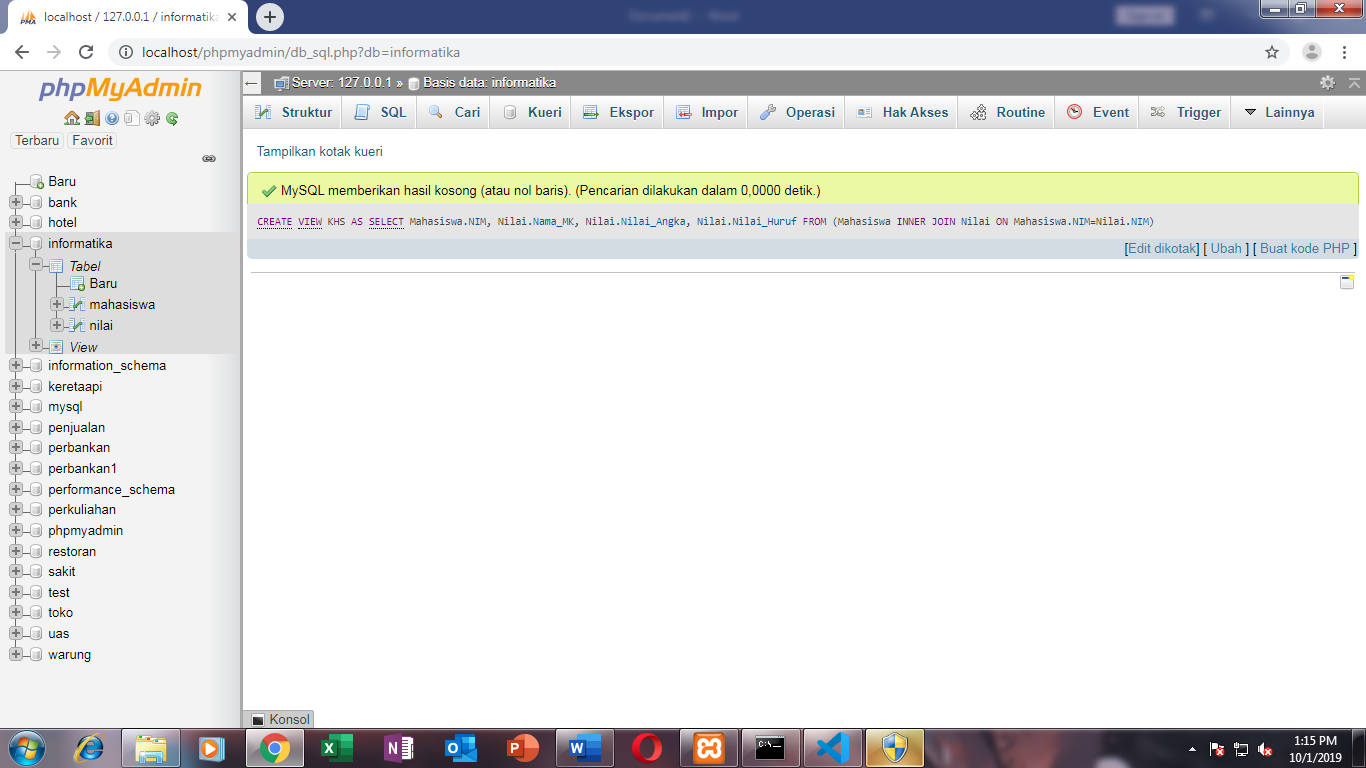 localhost / 127.0.0.1 / informatika
localhost/phpmyadmin/db_sql.php?db=informatika
phpMyAdmin
Terbaru Favorit
Baru
bank
hotel
informatika
Tabel
Baru
mahasiswa
nilai
View
information_schema
keretaapi
mysql
penjualan
perbankan
perbankan1
performance_schema
perkuliahan
phpmyadmin
restoran
sakit
test
toko
uas
warung
Server: 127.0.0.1 » Basis data: informatika
Struktur SQL Cari Kueri Ekspor Impor Operasi Hak Akses Routine Event Trigger Lainnya
Tampilkan kotak kueri
MySQL memberikan hasil kosong (atau nol baris). (Pencarian dilakukan dalam 0,0000 detik.)
CREATE VIEW KHS AS SELECT Mahasiswa.NIM, Nilai.Nama_MK, Nilai.Nilai_Angka, Nilai.Nilai_Huruf FROM (Mahasiswa INNER JOIN Nilai ON Mahasiswa.NIM=Nilai.NIM)
[Edit dikotak] [ Ubah ] [ Buat kode PHP ]
Konsol
1:15 PM
10/1/2019